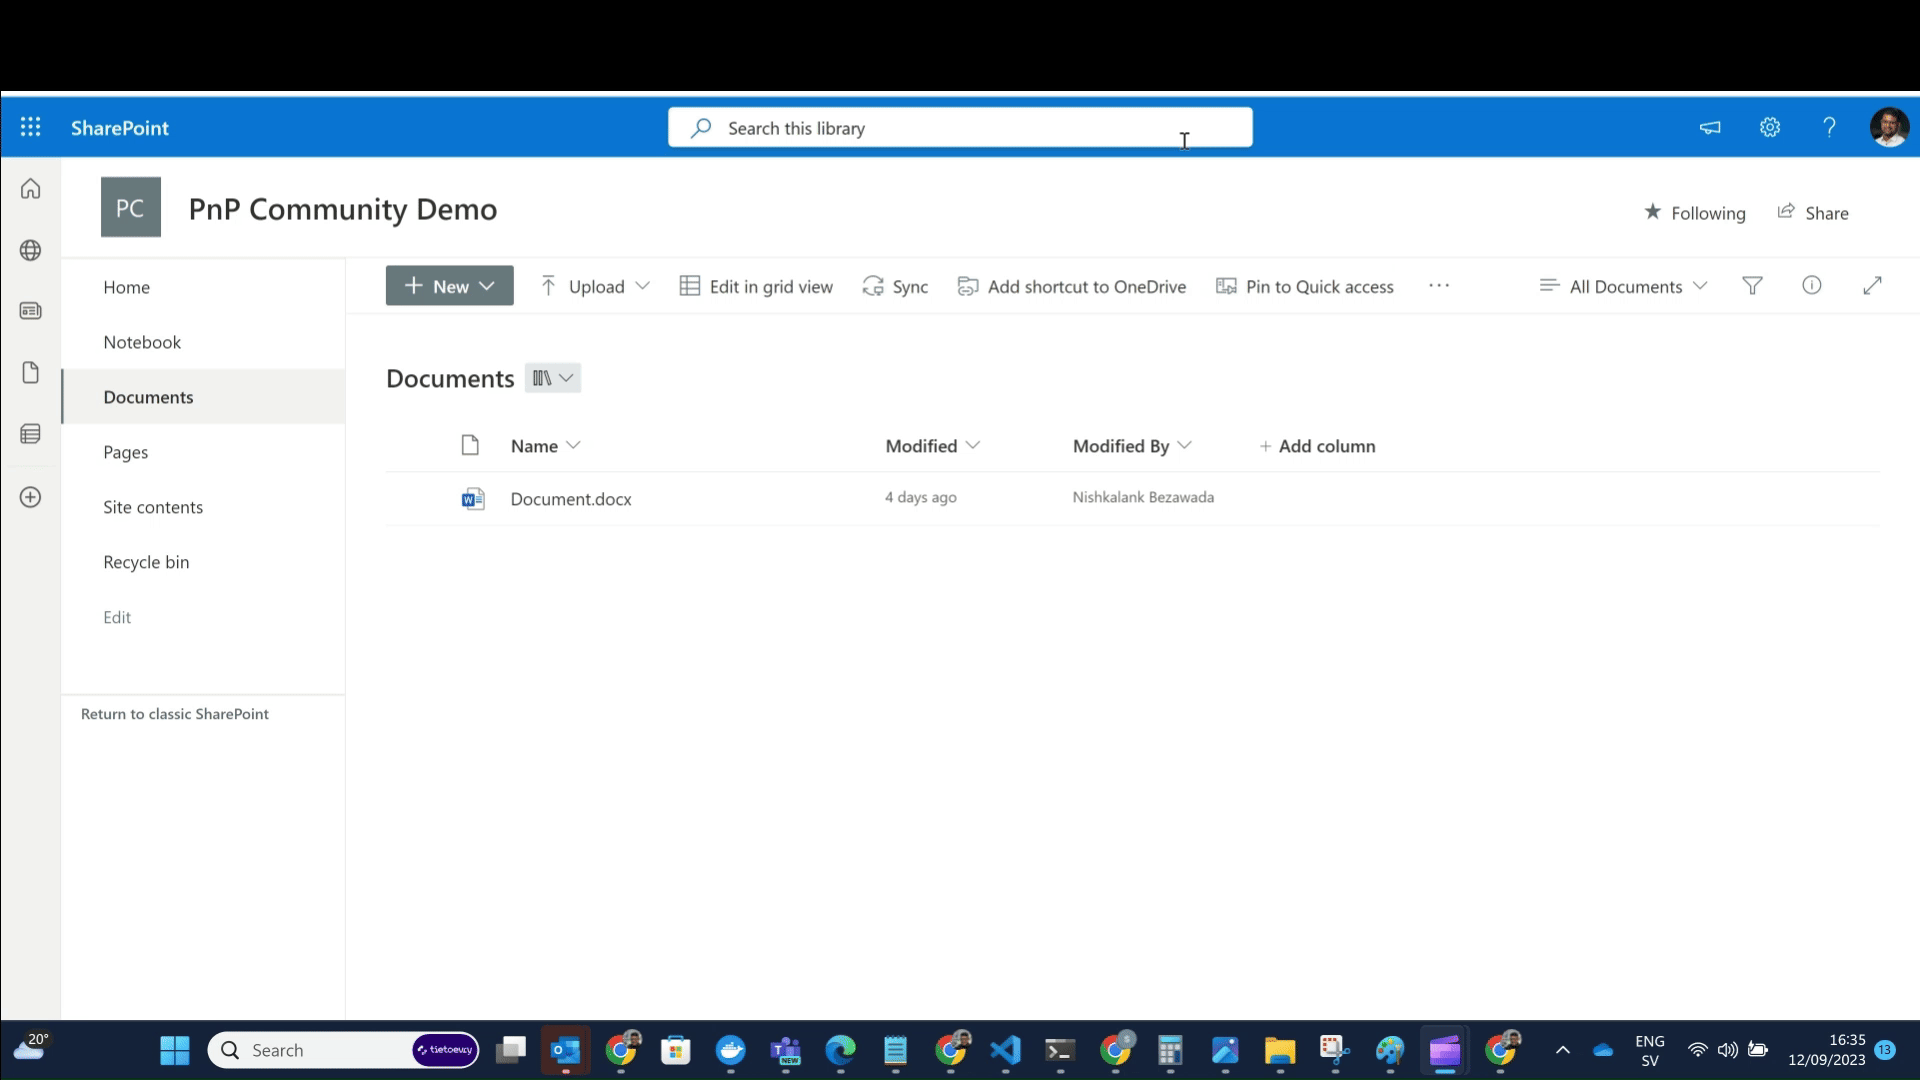 SharePoint
Search this library
PC
PnP Community Demo
Following
Share
Home
Notebook
Documents
Pages
Site contents
Recycle bin
Edit
Return to classic SharePoint
New
Upload
Edit in grid view
Sync
Add shortcut to OneDrive
Pin to Quick access
All Documents
Documents
Name
Modified
Modified By
+ Add column
Document.docx
4 days ago
Nishkalank Bezawada
20°
Search
tietoevry
NEW
ENG
SV
16:35
12/09/2023
13